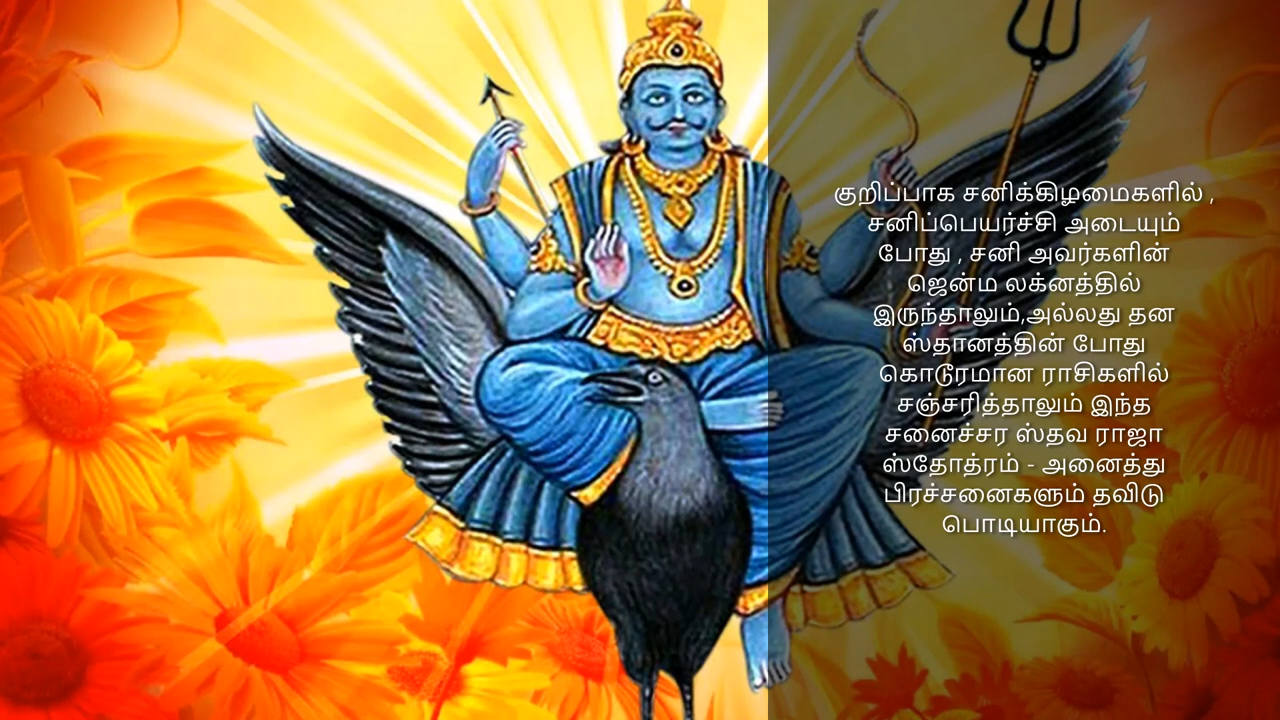 குறிப்பாக சனிக்கிழமைகளில் ,
சனிப்பெயர்ச்சி அடையும்
போது , சனி அவர்களின்
ஜென்ம லக்னத்தில்
இருந்தாலும்,அல்லது தன
ஸ்தானத்தின் போது
கொடூரமான ராசிகளில்
சஞ்சரித்தாலும் இந்த
சனைச்சர ஸ்தவ ராஜா
ஸ்தோத்ரம் - அனைத்து
பிரச்சனைகளும் தவிடு
பொடியாகும்.